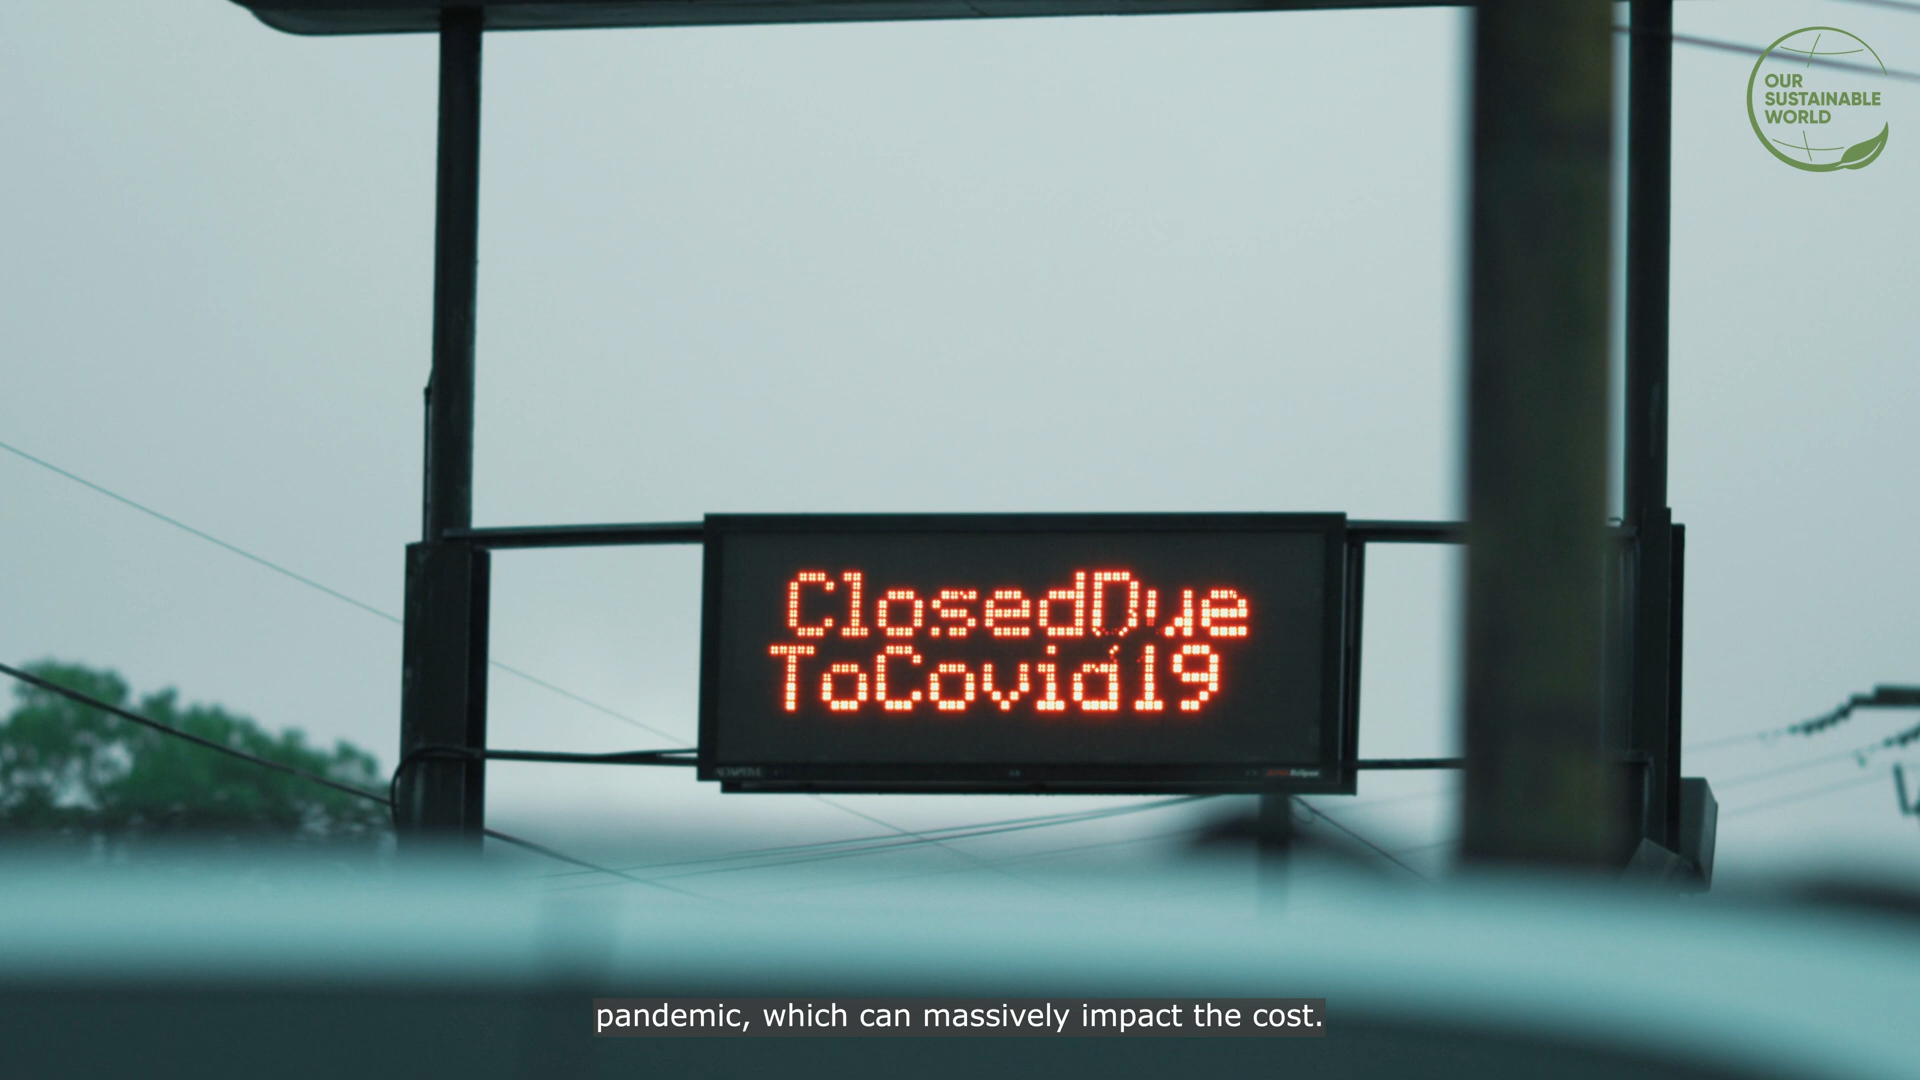 OUR
SUSTAINABLE
WORLD
ClosedDue
ToCovid19
pandemic, which can massively impact the cost.